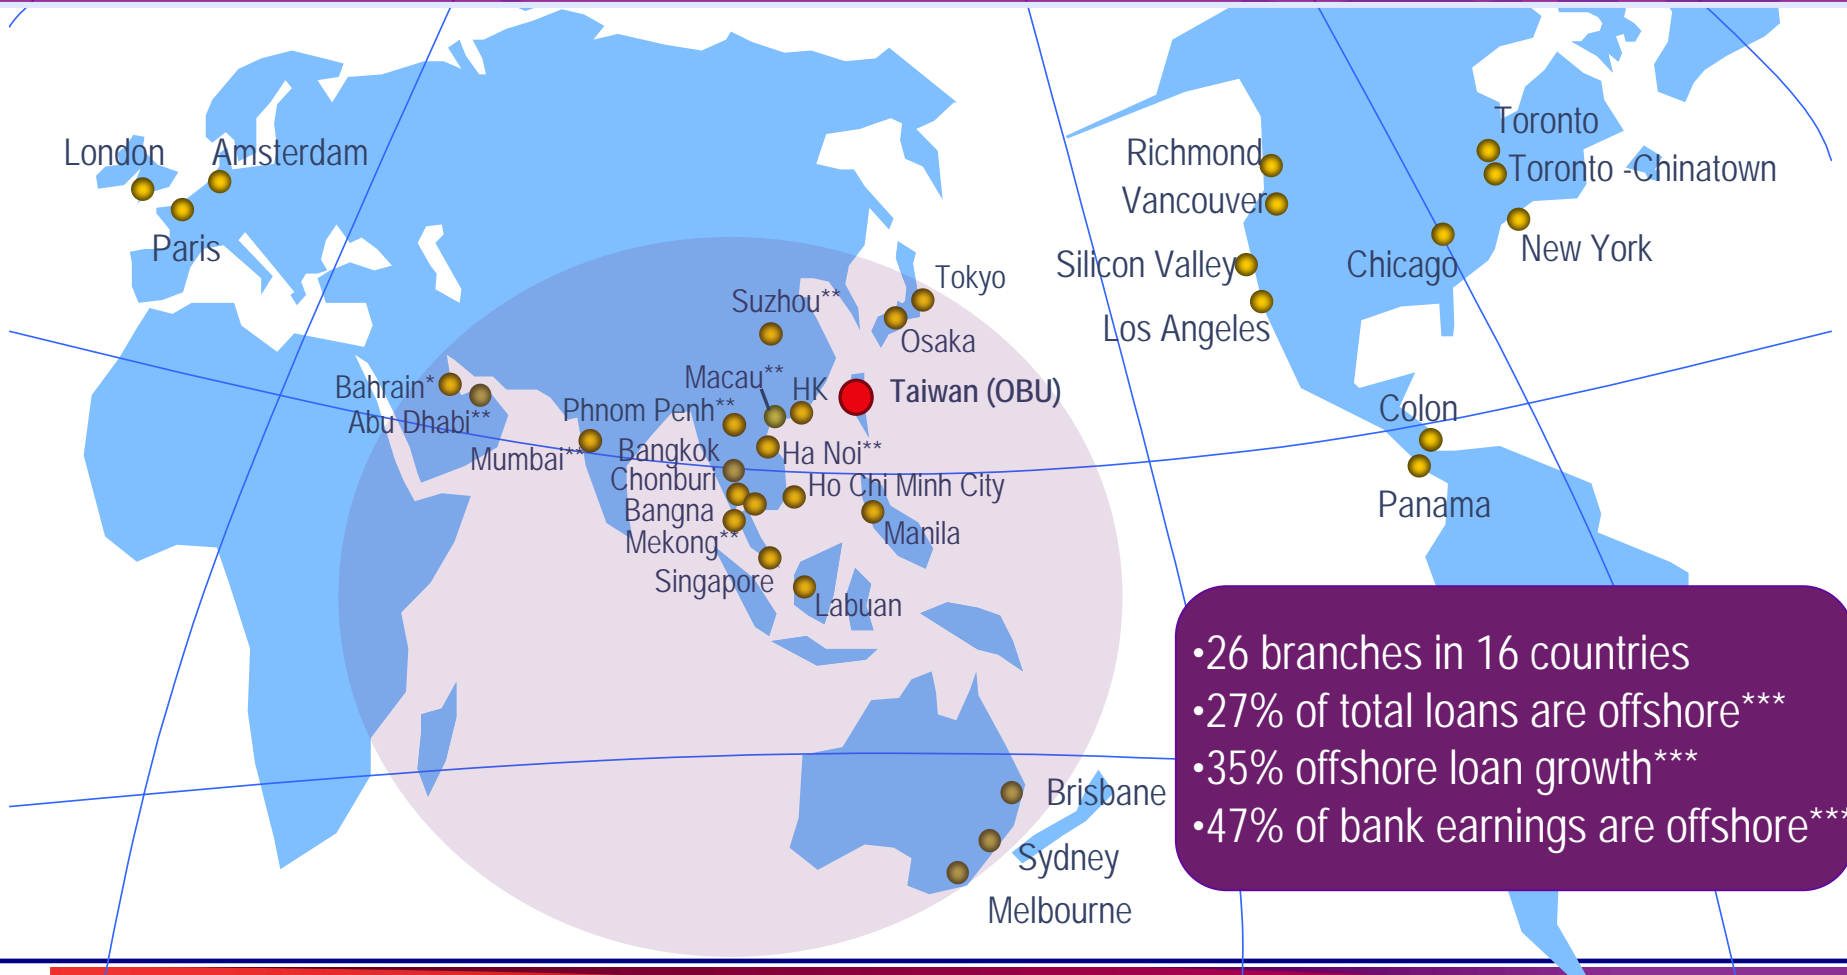 Toronto
London
Amsterdam
Richmond
Toronto -Chinatown
Vancouver
Paris
New York
Silicon Valley
Chicago
Tokyo
Suzhou**
Los Angeles
Osaka
Macau**
Bahrain*
HK
Taiwan (OBU)
Phnom Penh**
Colon
Abu Dhabi**
Bangkok
Ha Noi**
Mumbai**
Chonburi
Ho Chi Minh City
Bangna
Panama
Manila
Mekong**
Singapore
Labuan
•26 branches in 16 countries
•27% of total loans are offshore***
•35% offshore loan growth***
•47% of bank earnings are offshore***
Brisbane
Sydney
Melbourne